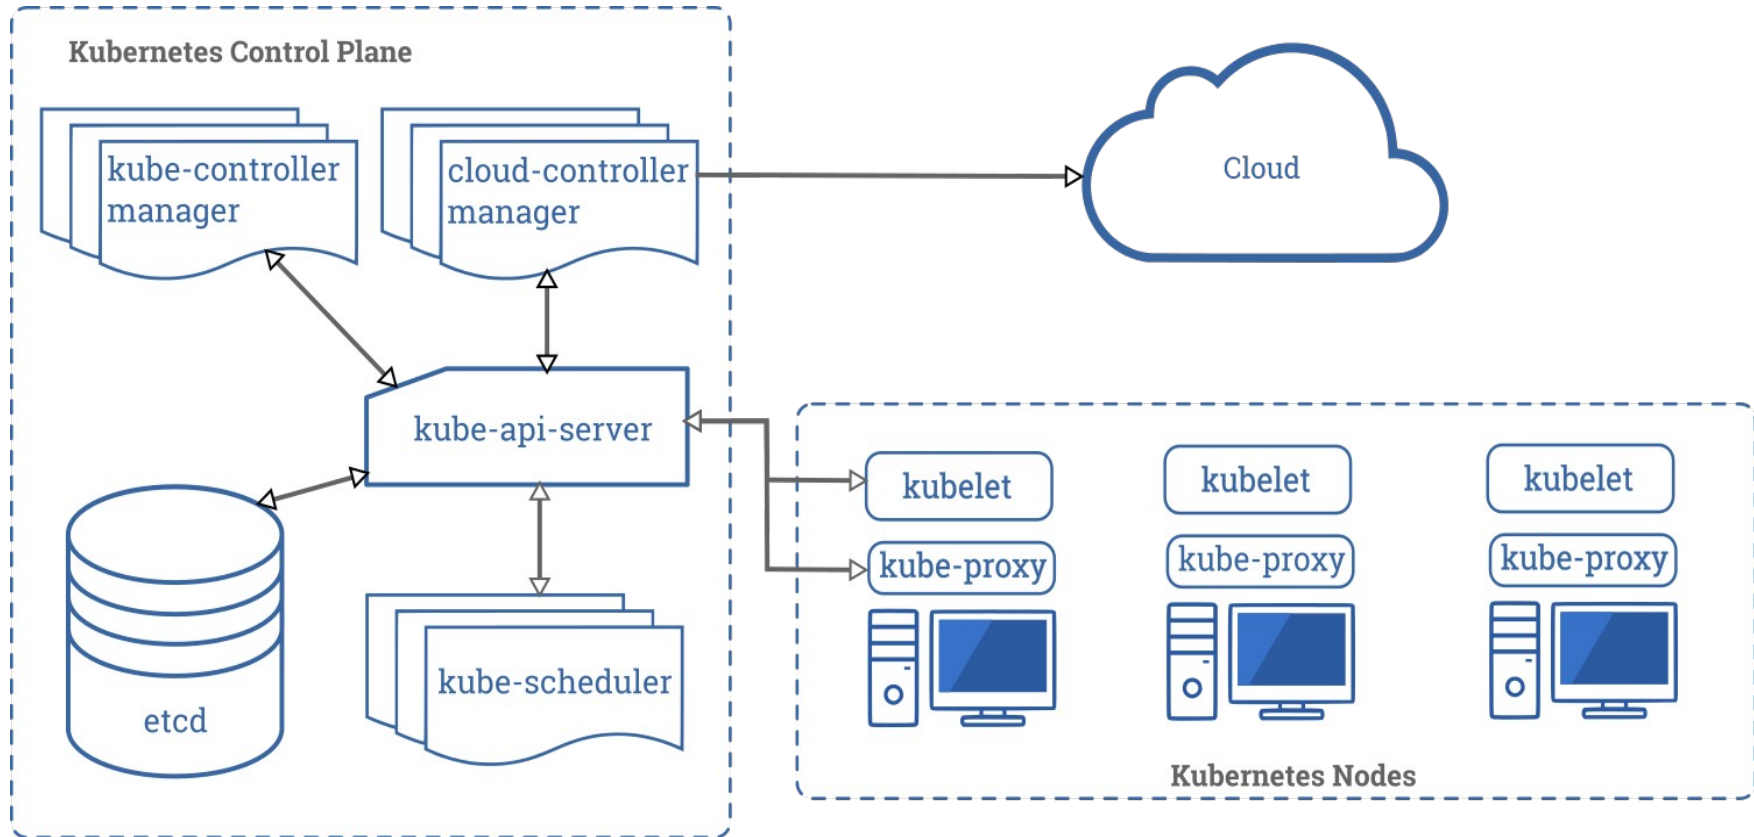 Kubernetes Control Plane
kube-controller
manager
cloud-controller
manager
Cloud
kube-api-server
etcd
kube-scheduler
kubelet
kube-proxy
kubelet
kube-proxy
kubelet
kube-proxy
Kubernetes Nodes